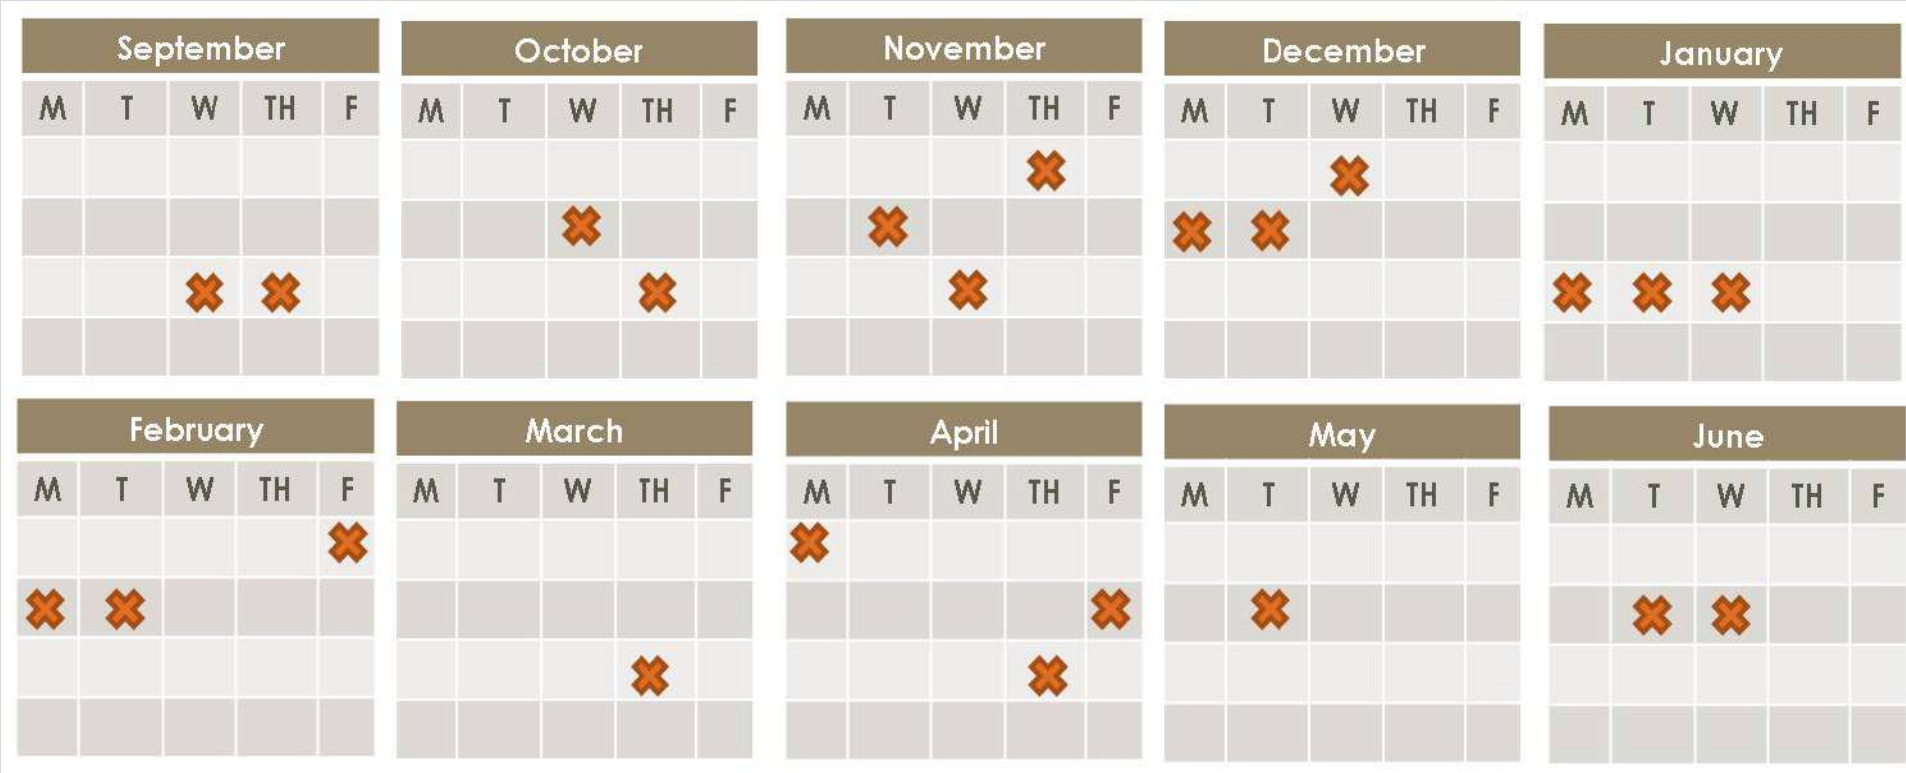 September October November December January
M T W TH F M T W TH F M T W TH F M T W TH F M T W TH F
February March April May June
M T W TH F M T W TH F M T W TH F M T W TH F M T W TH F